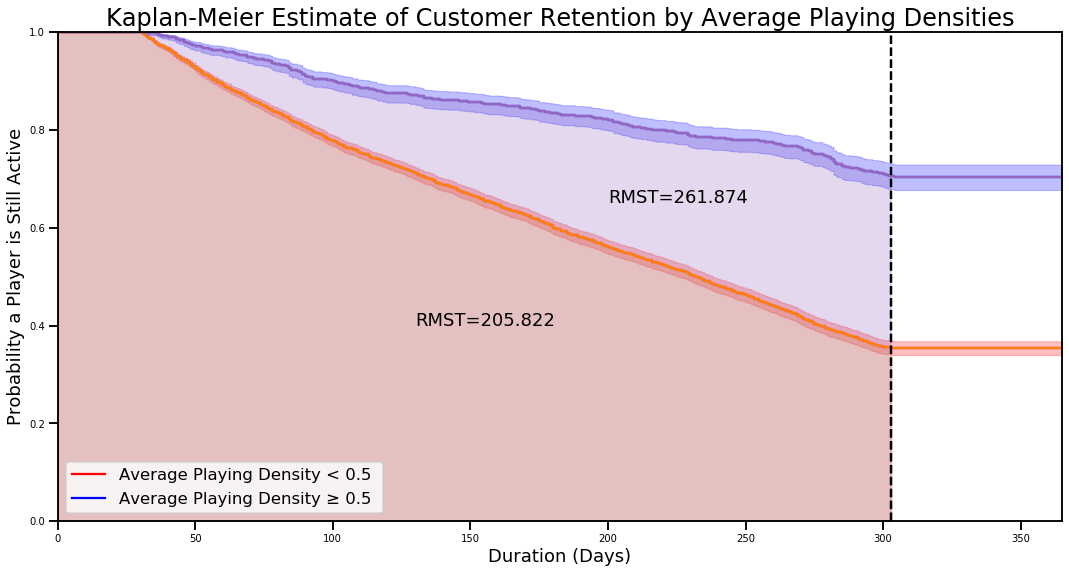 Kaplan-Meier Estimate of Customer Retention by Average Playing Densities
1.0
0.8
0.6
0.4
0.2
0.0
Probability a Player is Still Active
RMST=261.874
RMST=205.822
Average Playing Density < 0.5
Average Playing Density ≥ 0.5
0 50 100 150 200 250 300 350
Duration (Days)